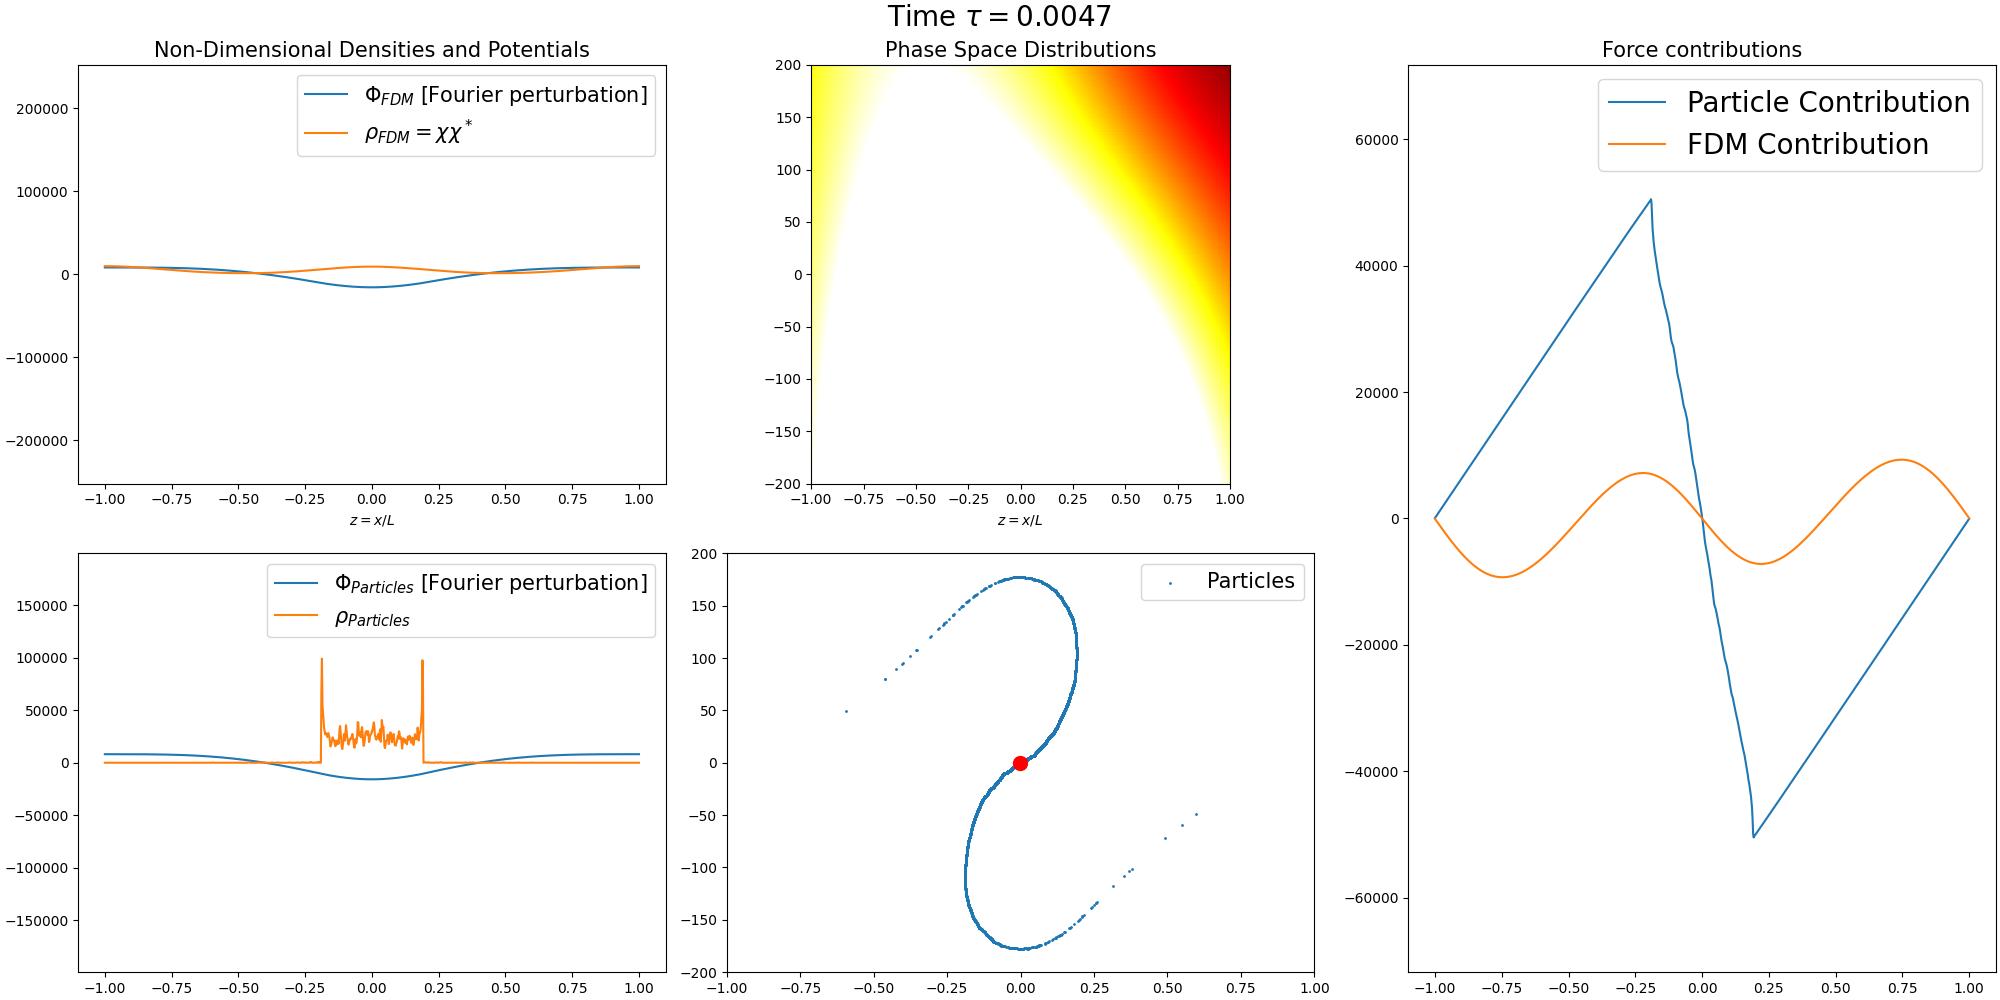 Time τ = 0.0047
Non-Dimensional Densities and Potentials
Φ_FDM [Fourier perturbation]
ρ_FDM = χχ*
200000
100000
0
−100000
−200000
−1.00 −0.75 −0.50 −0.25 0.00 0.25 0.50 0.75 1.00
z = x/L
Phase Space Distributions
200
150
100
50
0
−50
−100
−150
−200
−1.00 −0.75 −0.50 −0.25 0.00 0.25 0.50 0.75 1.00
z = x/L
Force contributions
Particle Contribution
FDM Contribution
60000
40000
20000
0
−20000
−40000
−60000
−1.00 −0.75 −0.50 −0.25 0.00 0.25 0.50 0.75 1.00
Φ_Particles [Fourier perturbation]
ρ_Particles
150000
100000
50000
0
−50000
−100000
−150000
−1.00 −0.75 −0.50 −0.25 0.00 0.25 0.50 0.75 1.00
Particles
200
150
100
50
0
−50
−100
−150
−200
−1.00 −0.75 −0.50 −0.25 0.00 0.25 0.50 0.75 1.00